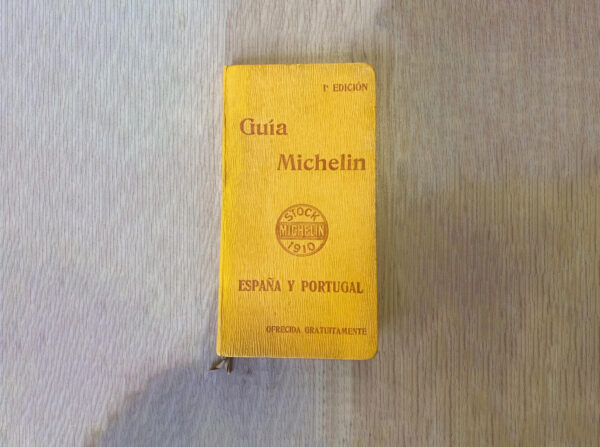 1ª EDICIÓN
Guía
Michelin
STOCK
MICHELIN
1910
ESPAÑA Y PORTUGAL
OFRECIDA GRATUITAMENTE